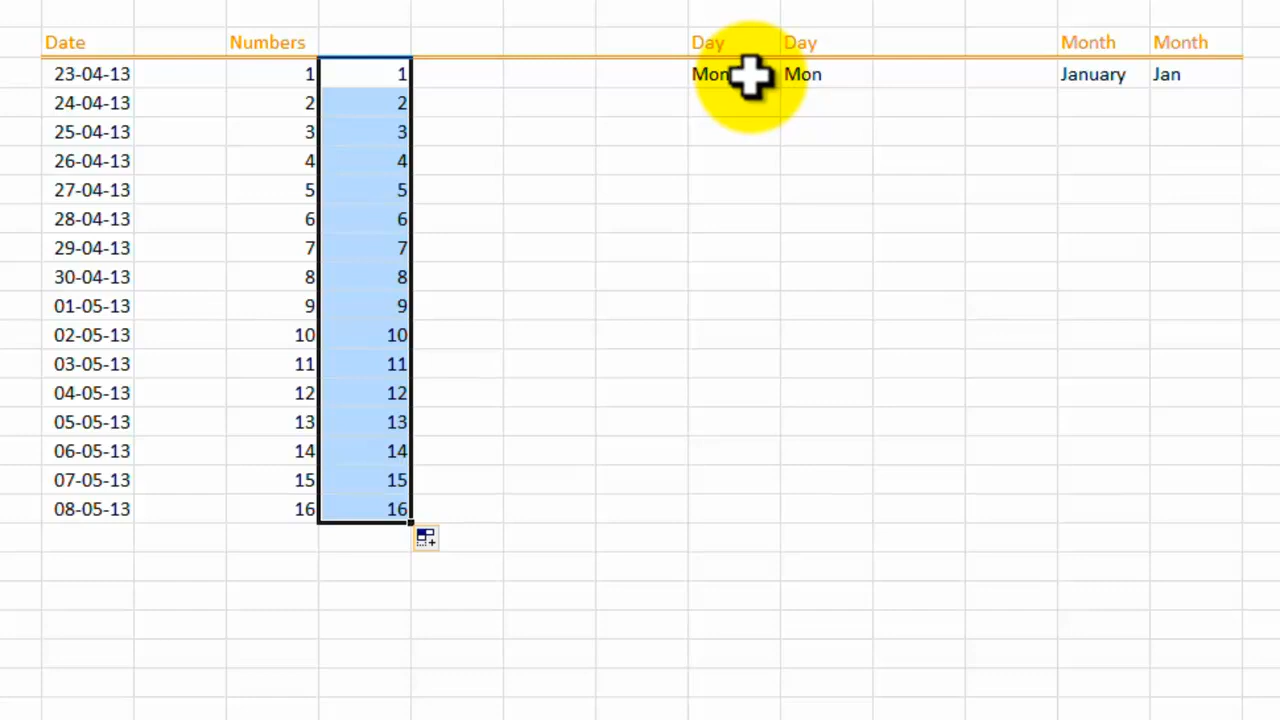 Date Numbers Day Day Month Month
23-04-13 1 1 Mon Mon January Jan
24-04-13 2 2
25-04-13 3 3
26-04-13 4 4
27-04-13 5 5
28-04-13 6 6
29-04-13 7 7
30-04-13 8 8
01-05-13 9 9
02-05-13 10 10
03-05-13 11 11
04-05-13 12 12
05-05-13 13 13
06-05-13 14 14
07-05-13 15 15
08-05-13 16 16